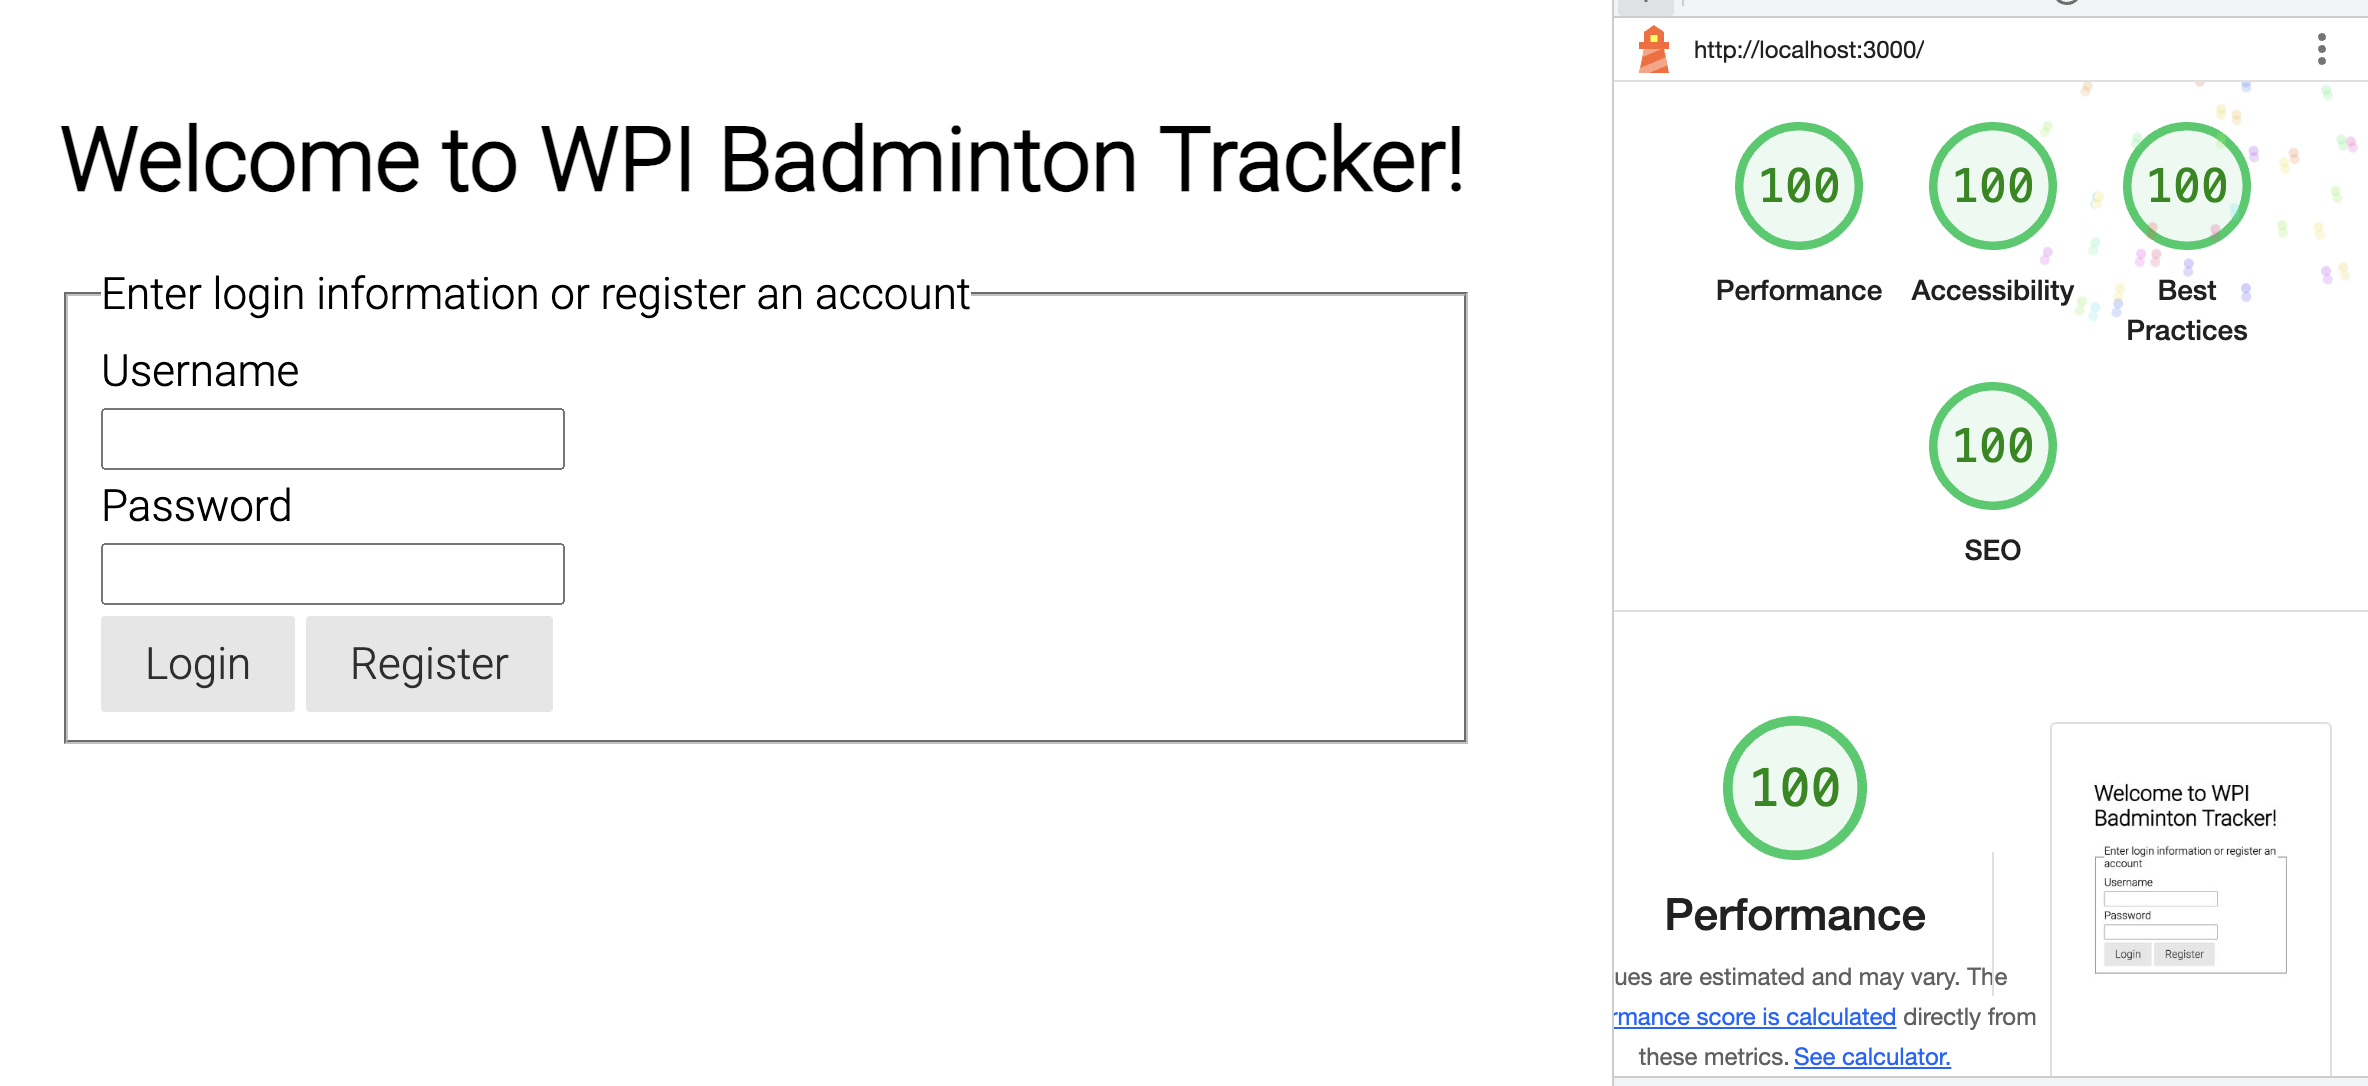 Welcome to WPI Badminton Tracker!
Enter login information or register an account
Username
Password
Login Register
http://localhost:3000/
100 100 100
Performance Accessibility Best
Practices
100
SEO
100
Performance
ues are estimated and may vary. The
rmance score is calculated directly from
these metrics. See calculator.
Welcome to WPI
Badminton Tracker!
Enter login information or register an
account
Username
Password
Login Register